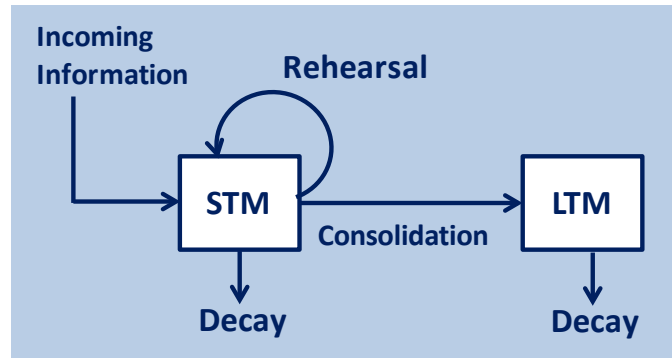 Incoming
Information
Rehearsal
STM
LTM
Consolidation
Decay
Decay